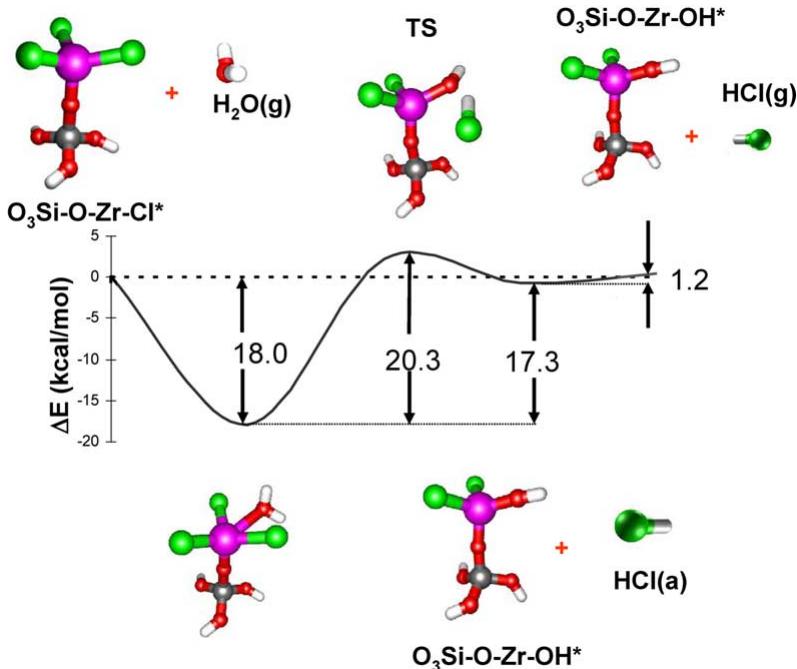 O₃Si-O-Zr-OH*
TS
+
H₂O(g)
HCl(g)
+
O₃Si-O-Zr-Cl*
5
0
-5
-10
-15
-20
ΔE (kcal/mol)
18.0
20.3
17.3
1.2
+
HCl(a)
O₃Si-O-Zr-OH*